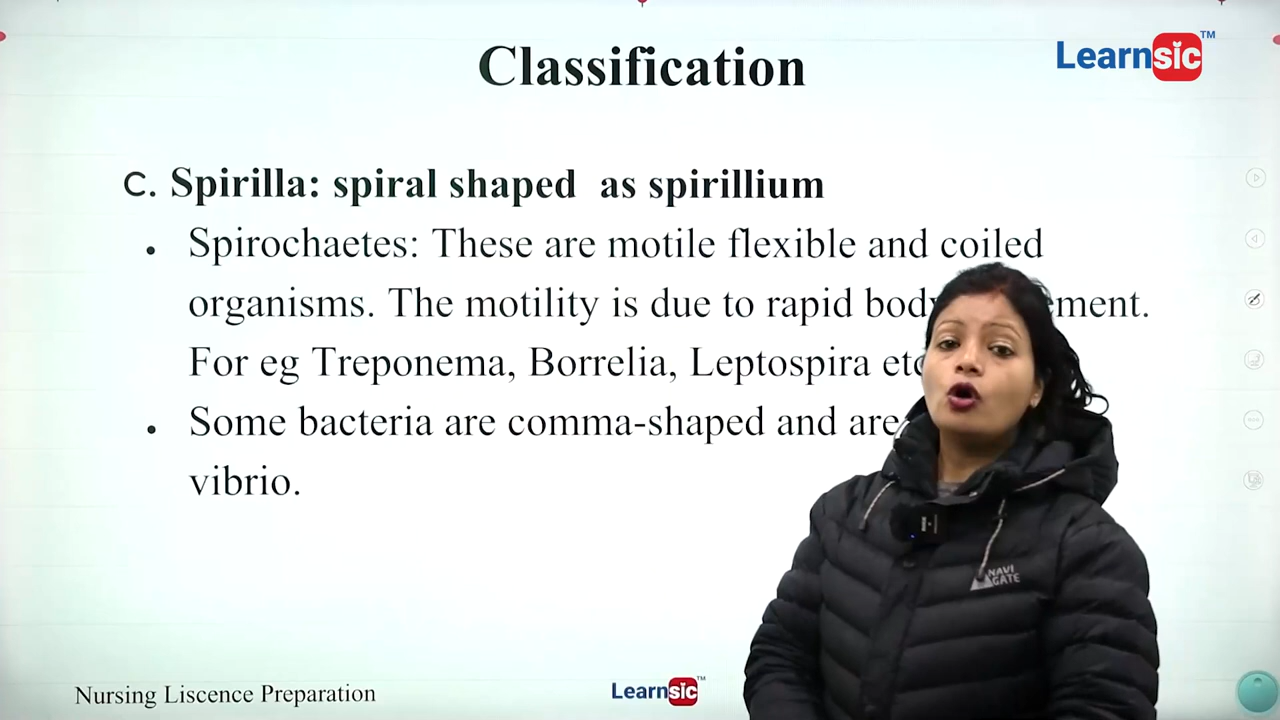 Classification
Learnsic™
C. Spirilla: spiral shaped as spirillium
• Spirochaetes: These are motile flexible and coiled
organisms. The motility is due to rapid
For eg Treponema, Borrelia, Leptospira
• Some bacteria are comma-shaped and are
vibrio.
NAVI
GATE
Nursing Liscence Preparation
Learnsic™